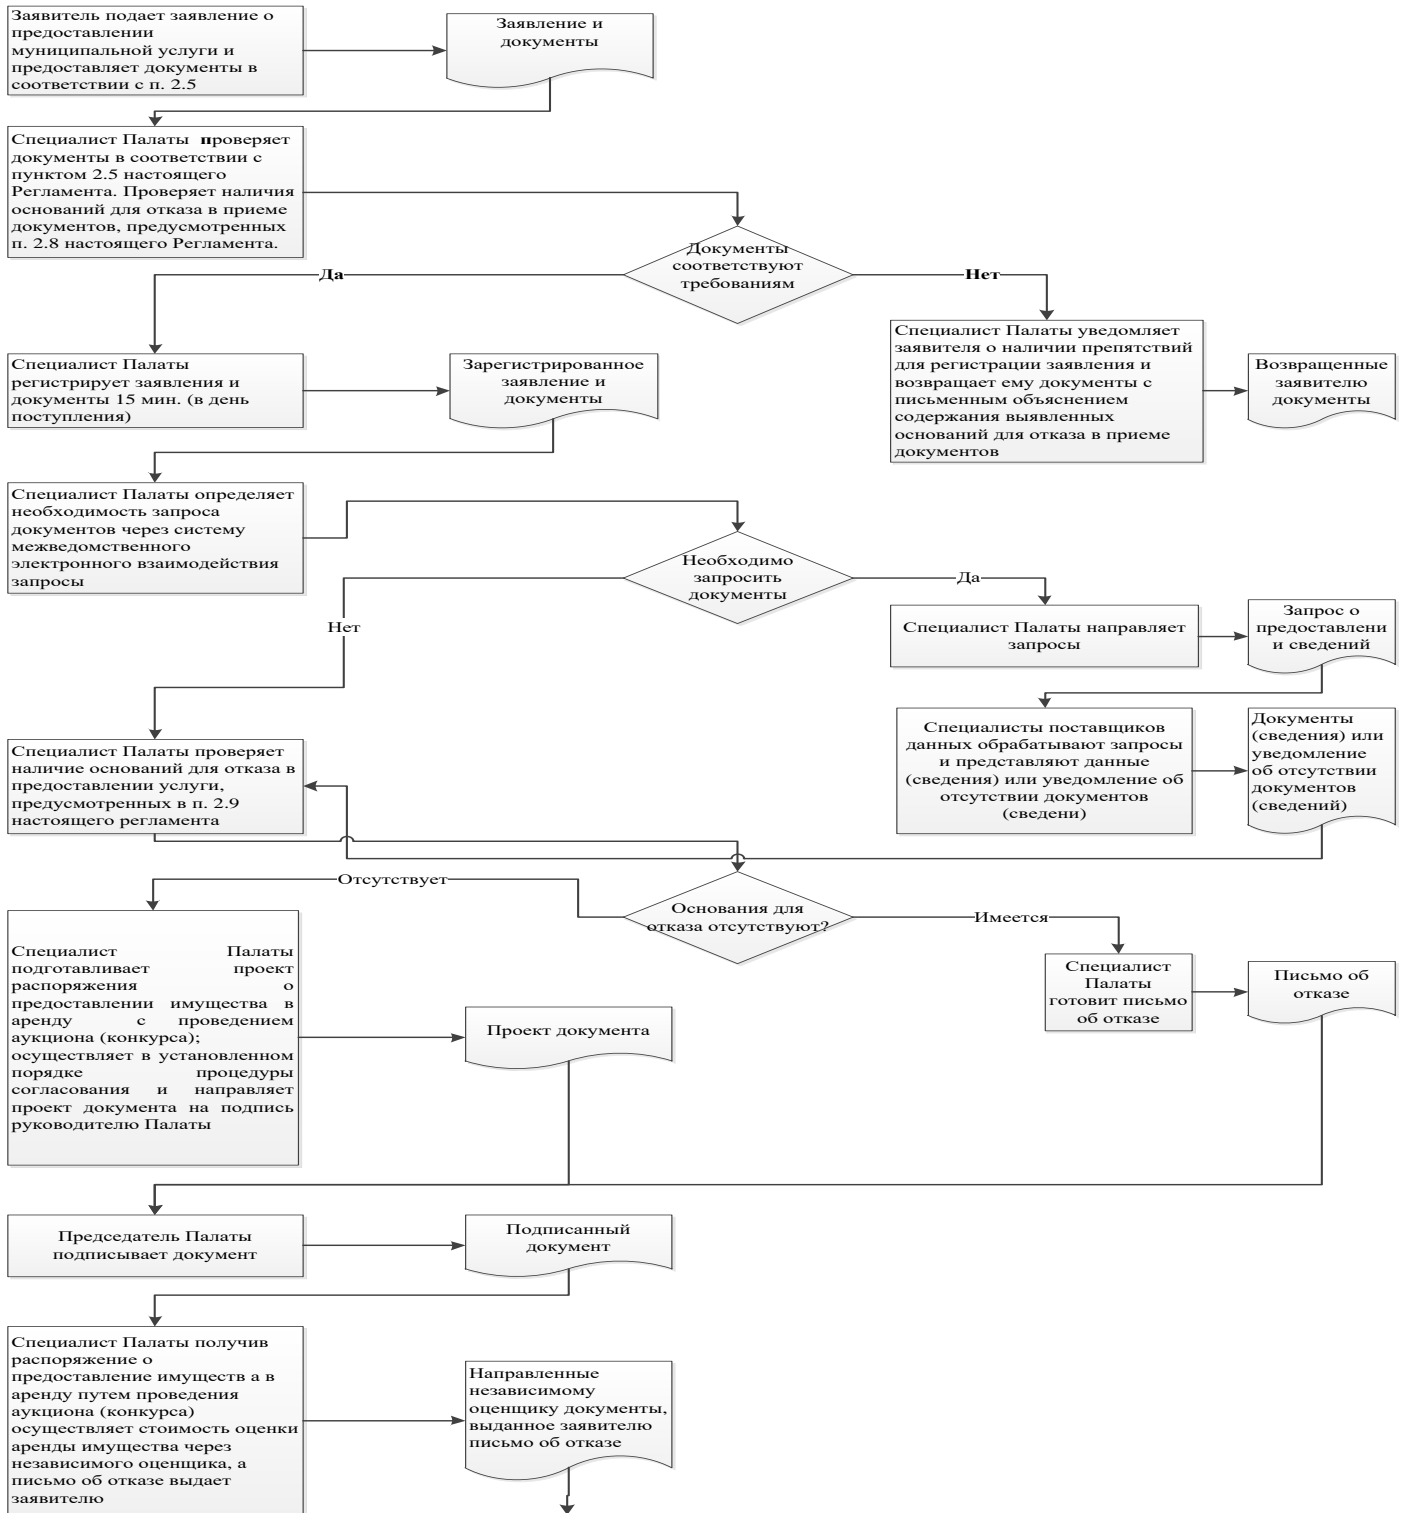 Заявитель подает заявление о
предоставлении
муниципальной услуги и
предоставляет документы в
соответствии с п. 2.5
Заявление и
документы
Специалист Палаты проверяет
документы в соответствии с
пунктом 2.5 настоящего
Регламента. Проверяет наличия
оснований для отказа в приеме
документов, предусмотренных
п. 2.8 настоящего Регламента.
Документы
соответствуют
требованиям
Да
Нет
Специалист Палаты
регистрирует заявления и
документы 15 мин. (в день
поступления)
Зарегистрированное
заявление и
документы
Специалист Палаты уведомляет
заявителя о наличии препятствий
для регистрации заявления и
возвращает ему документы с
письменным объяснением
содержания выявленных
оснований для отказа в приеме
документов
Возвращенные
заявителю
документы
Специалист Палаты определяет
необходимость запроса
документов через систему
межведомственного
электронного взаимодействия
запросы
Необходимо
запросить
документы
Да
Нет
Специалист Палаты направляет
запросы
Запрос о
предоставлени
и сведений
Специалисты поставщиков
данных обрабатывают запросы
и представляют данные
(сведения) или уведомление об
отсутствии документов
(сведени)
Документы
(сведения) или
уведомление
об отсутствии
документов
(сведений)
Специалист Палаты проверяет
наличие оснований для отказа в
предоставлении услуги,
предусмотренных в п. 2.9
настоящего регламента
Основания для
отказа отсутствуют?
Отсутствует
Имеется
Специалист Палаты
подготавливает проект
распоряжения о
предоставлении имущества в
аренду с проведением
аукциона (конкурса);
осуществляет в установленном
порядке процедуры
согласования и направляет
проект документа на подпись
руководителю Палаты
Проект документа
Специалист
Палаты
готовит письмо
об отказе
Письмо об
отказе
Председатель Палаты
подписывает документ
Подписанный
документ
Специалист Палаты получив
распоряжение о
предоставление имуществ а в
аренду путем проведения
аукциона (конкурса)
осуществляет стоимость оценки
аренды имущества через
независимого оценщика, а
письмо об отказе выдает
заявителю
Направленные
независимому
оценщику документы,
выданное заявителю
письмо об отказе